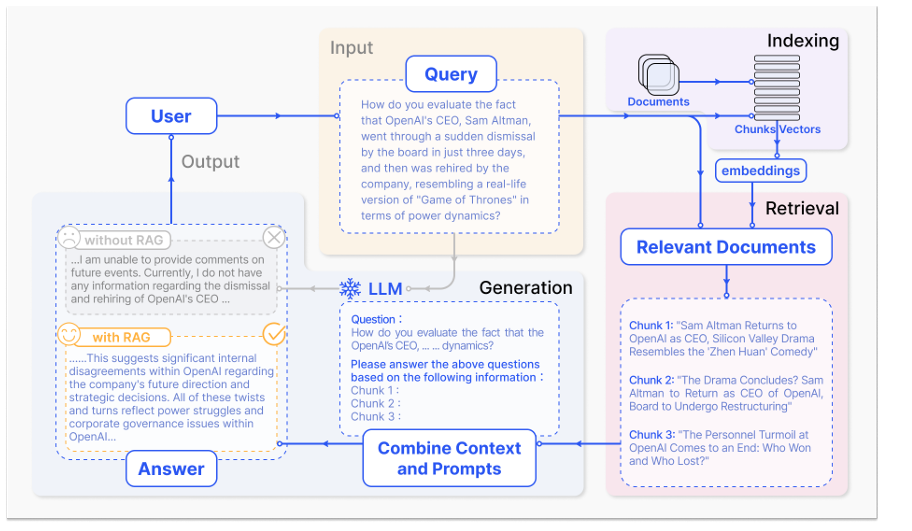 Input
Query
How do you evaluate the fact
that OpenAI's CEO, Sam Altman,
went through a sudden dismissal
by the board in just three days,
and then was rehired by the
company, resembling a real-life
version of "Game of Thrones" in
terms of power dynamics?
Indexing
Documents
Chunks Vectors
embeddings
User
Output
Retrieval
Relevant Documents
Chunk 1: "Sam Altman Returns to
OpenAI as CEO, Silicon Valley Drama
Resembles the 'Zhen Huan' Comedy"
Chunk 2: "The Drama Concludes? Sam
Altman to Return as CEO of OpenAI,
Board to Undergo Restructuring"
Chunk 3: "The Personnel Turmoil at
OpenAI Comes to an End: Who Won
and Who Lost?"
LLM
Generation
Question :
How do you evaluate the fact that the
OpenAI's CEO, ... ... dynamics?
Please answer the above questions
based on the following information :
Chunk 1 :
Chunk 2 :
Chunk 3 :
Combine Context
and Prompts
without RAG
...I am unable to provide comments on
future events. Currently, I do not have
any information regarding the dismissal
and rehiring of OpenAI's CEO ...
with RAG
......This suggests significant internal
disagreements within OpenAI regarding
the company's future direction and
strategic decisions. All of these twists
and turns reflect power struggles and
corporate governance issues within
OpenAI...
Answer